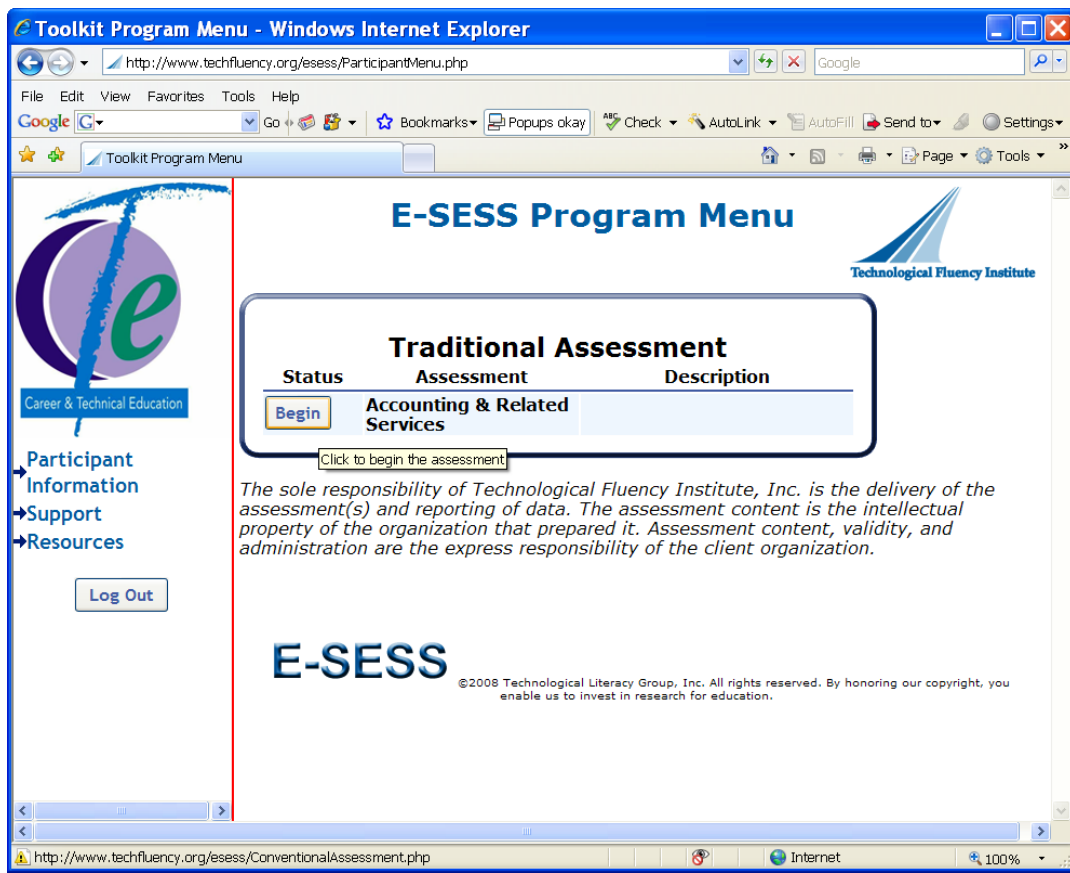 Toolkit Program Menu - Windows Internet Explorer
http://www.techfluency.org/esess/ParticipantMenu.php
Google
File Edit View Favorites Tools Help
Google G Go Bookmarks Popups okay ABC Check AutoLink AutoFill Send to Settings
Toolkit Program Menu
Page Tools »
E-SESS Program Menu
Technological Fluency Institute
e
Career & Technical Education
Traditional Assessment
Status Assessment Description
Begin Accounting & Related
Services
Click to begin the assessment
Participant
Information
Support
Resources
Log Out
The sole responsibility of Technological Fluency Institute, Inc. is the delivery of the
assessment(s) and reporting of data. The assessment content is the intellectual
property of the organization that prepared it. Assessment content, validity, and
administration are the express responsibility of the client organization.
E-SESS
©2008 Technological Literacy Group, Inc. All rights reserved. By honoring our copyright, you
enable us to invest in research for education.
http://www.techfluency.org/esess/ConventionalAssessment.php Internet 100%